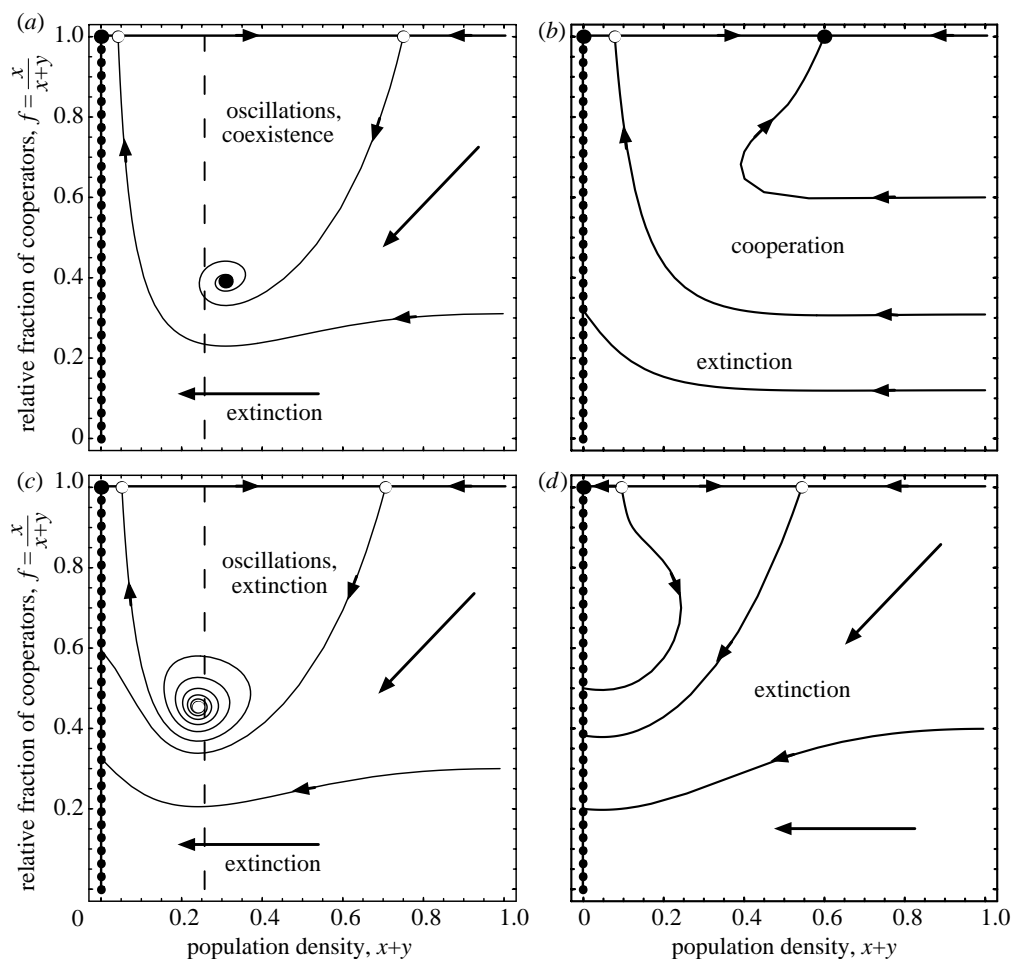 (a)
1.0
0.8
0.6
0.4
0.2
0
relative fraction of cooperators, f = x/x+y
oscillations,
coexistence
extinction
(b)
cooperation
extinction
(c)
1.0
0.8
0.6
0.4
0.2
relative fraction of cooperators, f = x/x+y
oscillations,
extinction
extinction
0 0.2 0.4 0.6 0.8 1.0
population density, x+y
(d)
extinction
0 0.2 0.4 0.6 0.8 1.0
population density, x+y